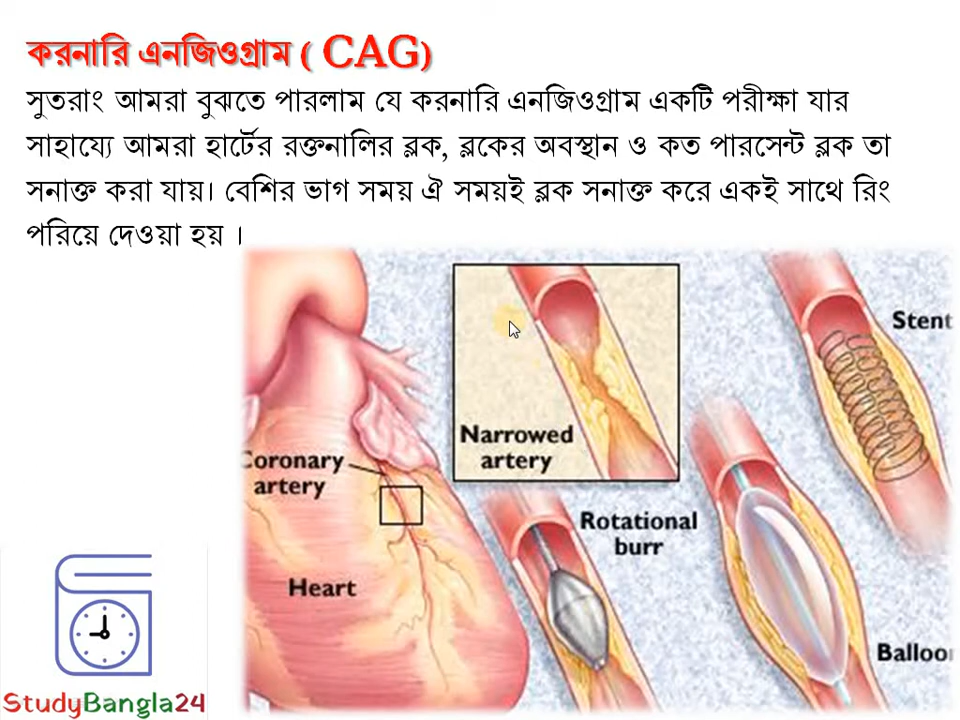 করনারি এনজিওগ্রাম ( CAG)
সুতরাং আমরা বুঝতে পারলাম যে করনারি এনজিওগ্রাম একটি পরীক্ষা যার
সাহায্যে আমরা হার্টের রক্তনালির ব্লক, ব্লকের অবস্থান ও কত পারসেন্ট ব্লক তা
সনাক্ত করা যায়। বেশির ভাগ সময় ঐ সময়ই ব্লক সনাক্ত করে একই সাথে রিং
পরিয়ে দেওয়া হয় ।
Stent
Narrowed
artery
Coronary
artery
Rotational
burr
Heart
Balloon
StudyBangla24